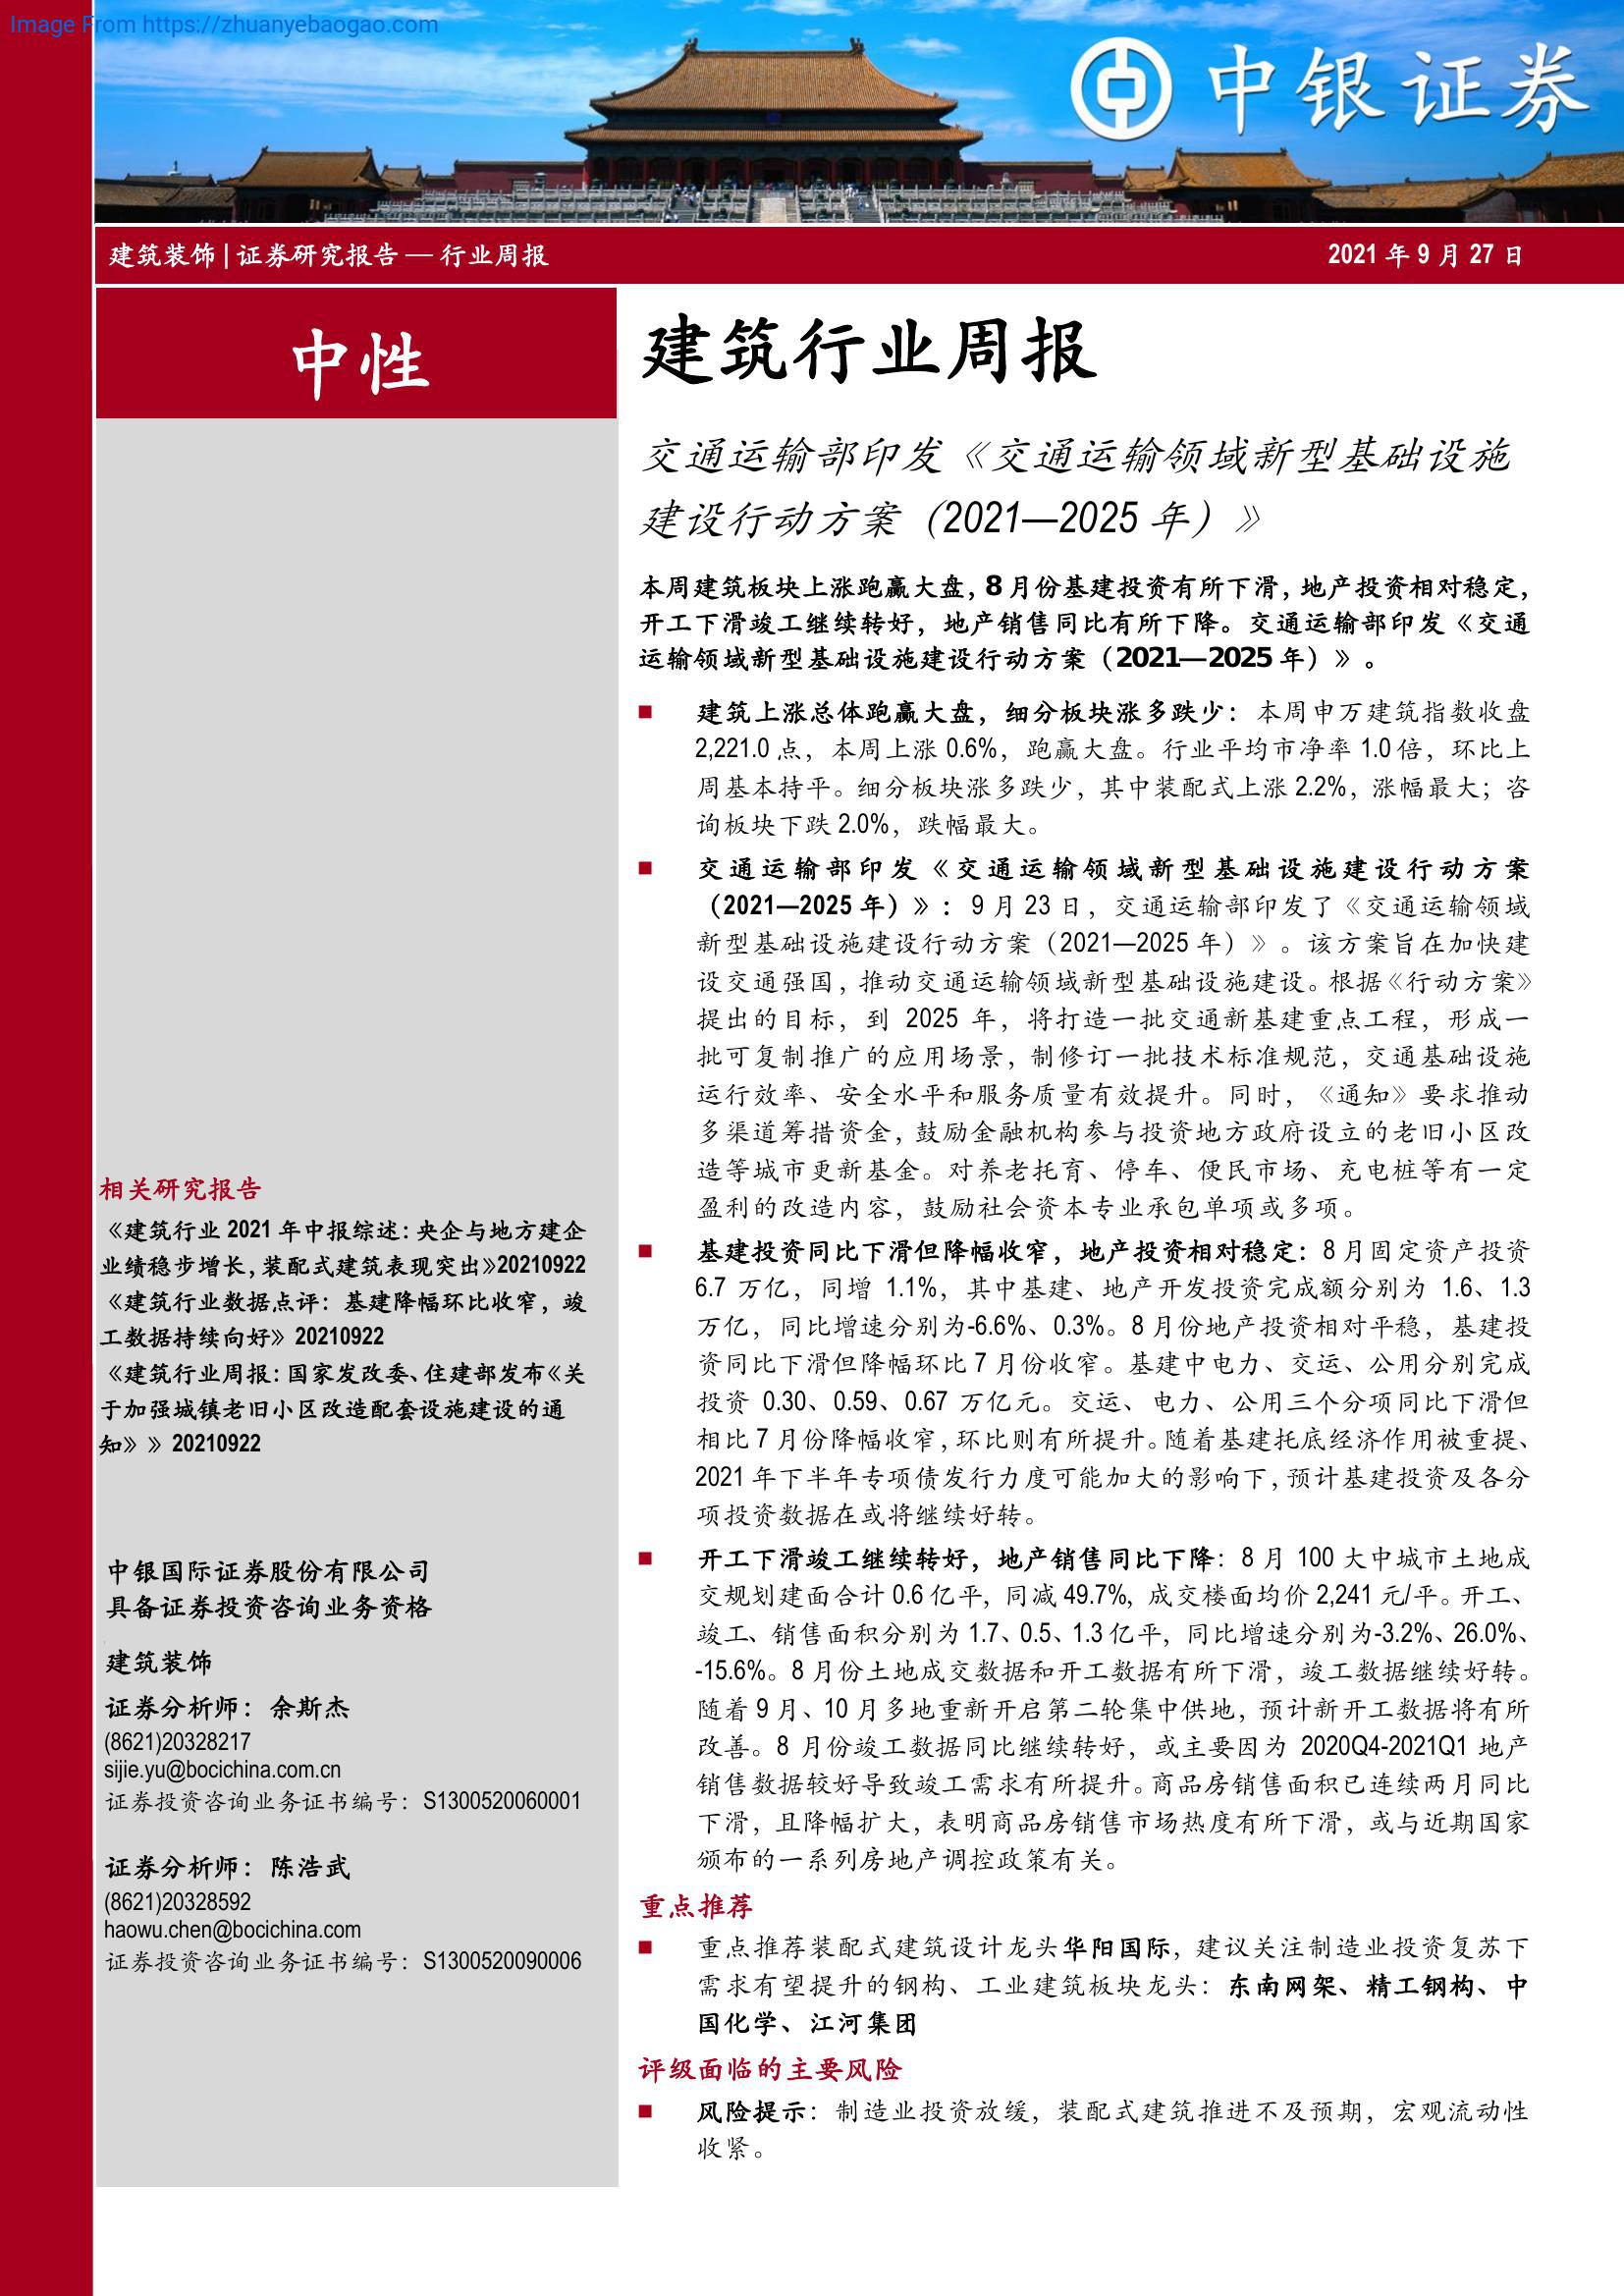 Image From https://zhuanyebaogao.com
中银证券
建筑装饰 | 证券研究报告 — 行业周报
2021 年 9 月 27 日
中性
相关研究报告
《建筑行业 2021 年中报综述：央企与地方建企
业绩稳步增长，装配式建筑表现突出》20210922
《建筑行业数据点评：基建降幅环比收窄，竣
工数据持续向好》20210922
《建筑行业周报：国家发改委、住建部发布《关
于加强城镇老旧小区改造配套设施建设的通
知》》20210922
中银国际证券股份有限公司
具备证券投资咨询业务资格
建筑装饰
证券分析师：余斯杰
(8621)20328217
sijie.yu@bocichina.com.cn
证券投资咨询业务证书编号：S1300520060001
证券分析师：陈浩武
(8621)20328592
haowu.chen@bocichina.com
证券投资咨询业务证书编号：S1300520090006
建筑行业周报
交通运输部印发《交通运输领域新型基础设施
建设行动方案（2021—2025 年）》
本周建筑板块上涨跑赢大盘，8 月份基建投资有所下滑，地产投资相对稳定，
开工下滑竣工继续转好，地产销售同比有所下降。交通运输部印发《交通
运输领域新型基础设施建设行动方案（2021—2025 年）》。
■ 建筑上涨总体跑赢大盘，细分板块涨多跌少：本周申万建筑指数收盘
2,221.0 点，本周上涨 0.6%，跑赢大盘。行业平均市净率 1.0 倍，环比上
周基本持平。细分板块涨多跌少，其中装配式上涨 2.2%，涨幅最大；咨
询板块下跌 2.0%，跌幅最大。
■ 交通运输部印发《交通运输领域新型基础设施建设行动方案
（2021—2025 年）》：9 月 23 日，交通运输部印发了《交通运输领域
新型基础设施建设行动方案（2021—2025 年）》。该方案旨在加快建
设交通强国，推动交通运输领域新型基础设施建设。根据《行动方案》
提出的目标，到 2025 年，将打造一批交通新基建重点工程，形成一
批可复制推广的应用场景，制修订一批技术标准规范，交通基础设施
运行效率、安全水平和服务质量有效提升。同时，《通知》要求推动
多渠道筹措资金，鼓励金融机构参与投资地方政府设立的老旧小区改
造等城市更新基金。对养老托育、停车、便民市场、充电桩等有一定
盈利的改造内容，鼓励社会资本专业承包单项或多项。
■ 基建投资同比下滑但降幅收窄，地产投资相对稳定：8 月固定资产投资
6.7 万亿，同增 1.1%，其中基建、地产开发投资完成额分别为 1.6、1.3
万亿，同比增速分别为-6.6%、0.3%。8 月份地产投资相对平稳，基建投
资同比下滑但降幅环比 7 月份收窄。基建中电力、交运、公用分别完成
投资 0.30、0.59、0.67 万亿元。交运、电力、公用三个分项同比下滑但
相比 7 月份降幅收窄，环比则有所提升。随着基建托底经济作用被重提、
2021 年下半年专项债发行力度可能加大的影响下，预计基建投资及各分
项投资数据在或将继续好转。
■ 开工下滑竣工继续转好，地产销售同比下降：8 月 100 大中城市土地成
交规划建面合计 0.6 亿平，同减 49.7%，成交楼面均价 2,241 元/平。开工、
竣工、销售面积分别为 1.7、0.5、1.3 亿平，同比增速分别为-3.2%、26.0%、
-15.6%。8 月份土地成交数据和开工数据有所下滑，竣工数据继续好转。
随着 9 月、10 月多地重新开启第二轮集中供地，预计新开工数据将有所
改善。8 月份竣工数据同比继续转好，或主要因为 2020Q4-2021Q1 地产
销售数据较好导致竣工需求有所提升。商品房销售面积已连续两月同比
下滑，且降幅扩大，表明商品房销售市场热度有所下滑，或与近期国家
颁布的一系列房地产调控政策有关。
重点推荐
■ 重点推荐装配式建筑设计龙头华阳国际，建议关注制造业投资复苏下
需求有望提升的钢构、工业建筑板块龙头：东南网架、精工钢构、中
国化学、江河集团
评级面临的主要风险
■ 风险提示：制造业投资放缓，装配式建筑推进不及预期，宏观流动性
收紧。